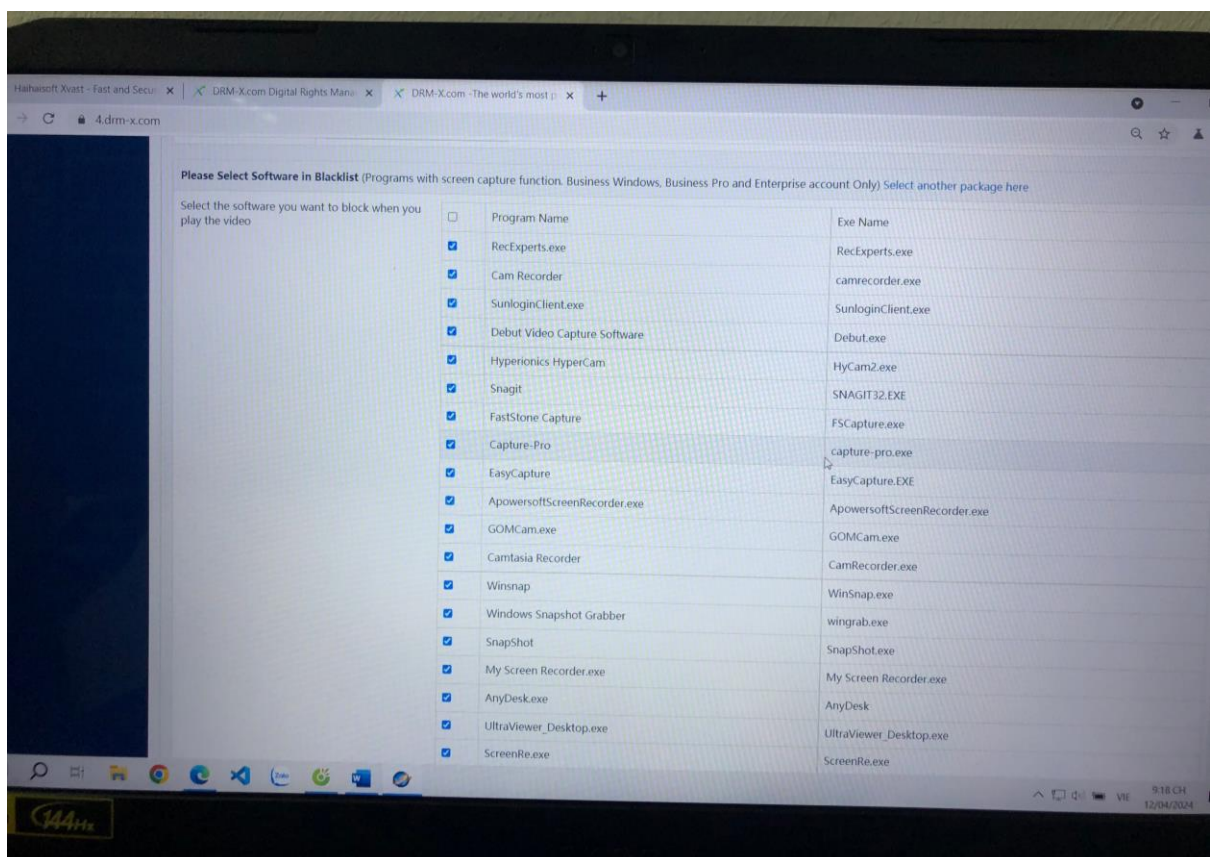 Haihaisoft Xvast - Fast and Secu
DRM-X.com Digital Rights Mana
DRM-X.com -The world's most p
4.drm-x.com
Please Select Software in Blacklist (Programs with screen capture function. Business Windows, Business Pro and Enterprise account Only) Select another package here
Select the software you want to block when you
play the video
Program Name Exe Name
RecExperts.exe RecExperts.exe
Cam Recorder camrecorder.exe
SunloginClient.exe SunloginClient.exe
Debut Video Capture Software Debut.exe
Hyperionics HyperCam HyCam2.exe
Snagit SNAGIT32.EXE
FastStone Capture FSCapture.exe
Capture-Pro capture-pro.exe
EasyCapture EasyCapture.EXE
ApowersoftScreenRecorder.exe ApowersoftScreenRecorder.exe
GOMCam.exe GOMCam.exe
Camtasia Recorder CamRecorder.exe
Winsnap WinSnap.exe
Windows Snapshot Grabber wingrab.exe
SnapShot SnapShot.exe
My Screen Recorder.exe My Screen Recorder.exe
AnyDesk.exe AnyDesk
UltraViewer_Desktop.exe UltraViewer_Desktop.exe
ScreenRe.exe ScreenRe.exe
Zalo
W
VIE
9:18 CH
12/04/2024
144Hz